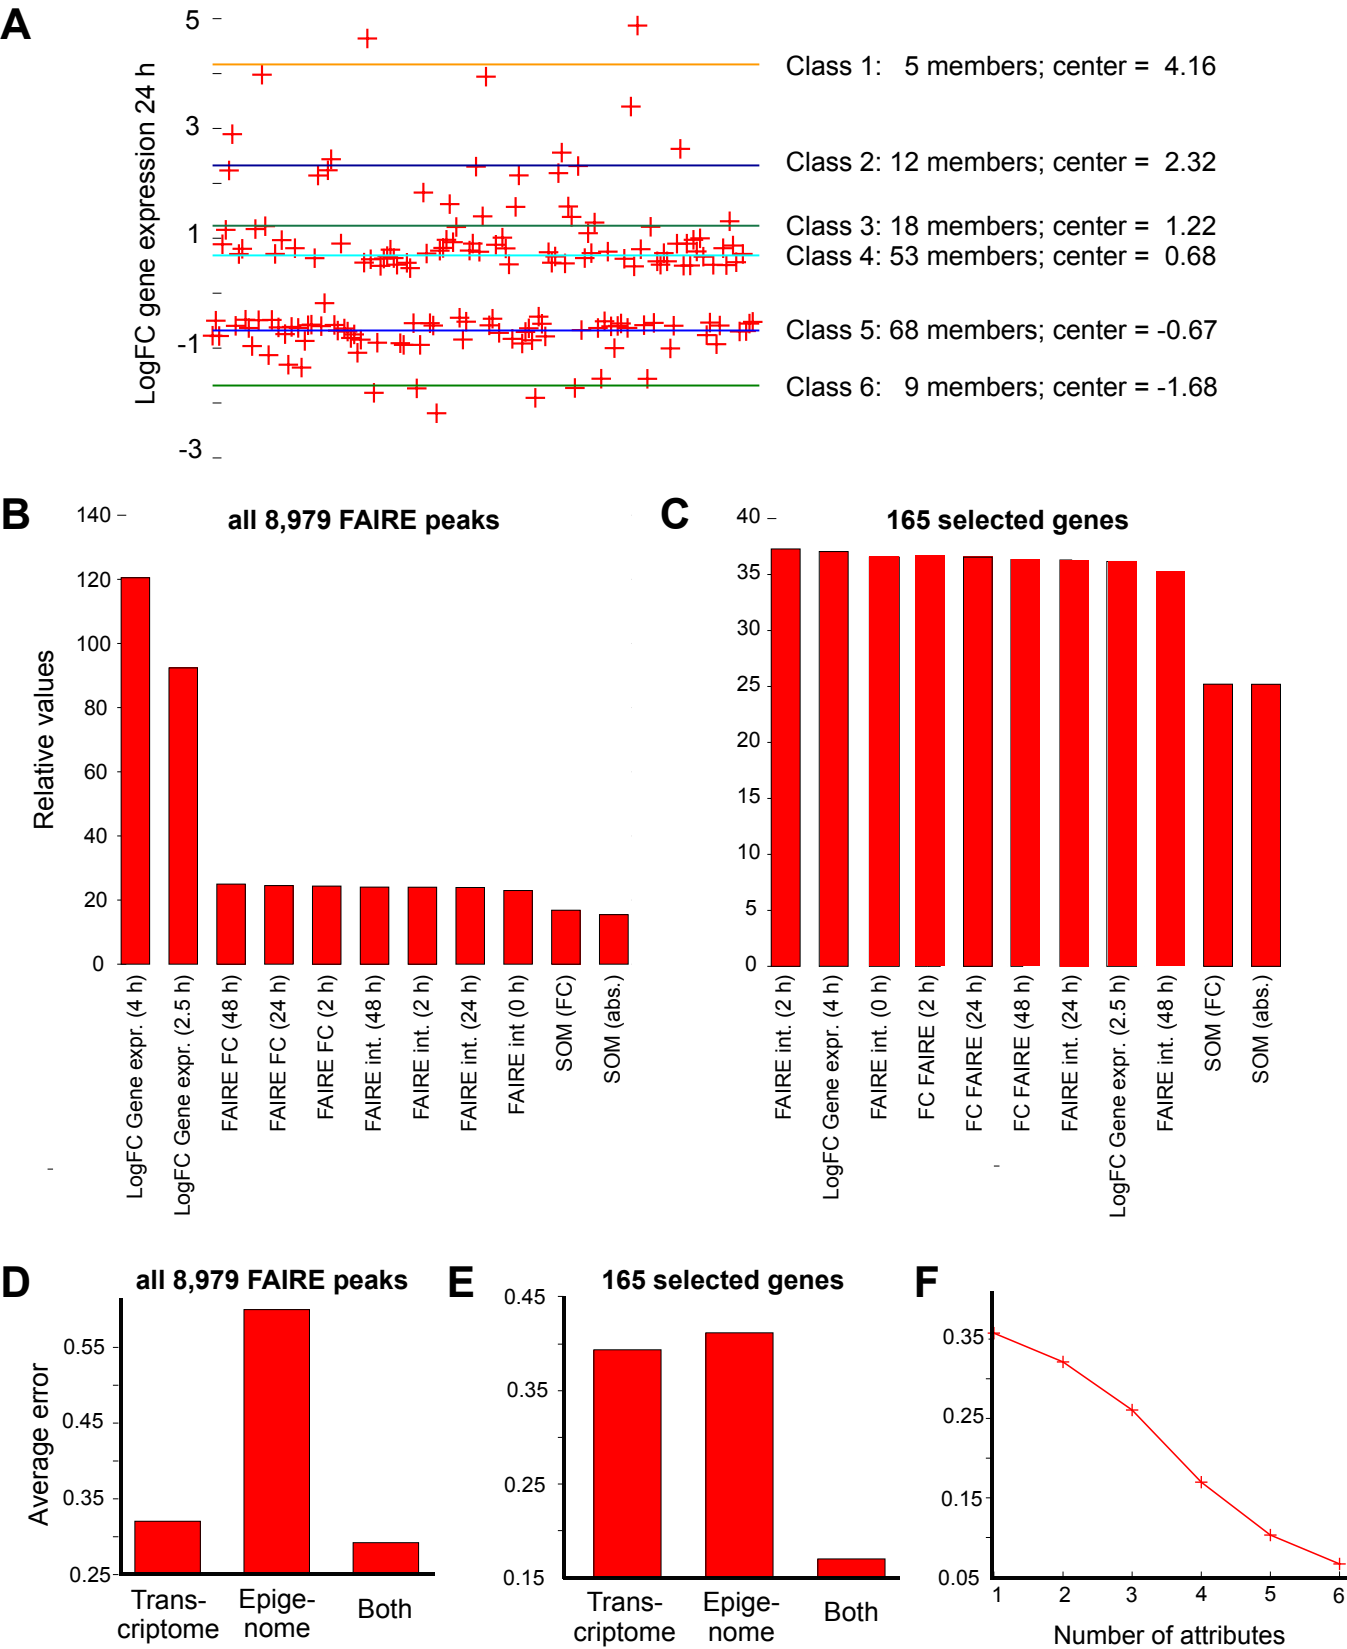 A
LogFC gene expression 24 h
5
3
1
-1
-3
Class 1: 5 members; center = 4.16
Class 2: 12 members; center = 2.32
Class 3: 18 members; center = 1.22
Class 4: 53 members; center = 0.68
Class 5: 68 members; center = -0.67
Class 6: 9 members; center = -1.68
B
all 8,979 FAIRE peaks
Relative values
140
120
100
80
60
40
20
0
LogFC Gene expr. (4 h)
LogFC Gene expr. (2.5 h)
FAIRE FC (48 h)
FAIRE FC (24 h)
FAIRE FC (2 h)
FAIRE int. (48 h)
FAIRE int. (2 h)
FAIRE int. (24 h)
FAIRE int (0 h)
SOM (FC)
SOM (abs.)
C
165 selected genes
40
35
30
25
20
15
10
5
0
FAIRE int. (2 h)
LogFC Gene expr. (4 h)
FAIRE int. (0 h)
FC FAIRE (2 h)
FC FAIRE (24 h)
FC FAIRE (48 h)
FAIRE int. (24 h)
LogFC Gene expr. (2.5 h)
FAIRE int. (48 h)
SOM (FC)
SOM (abs.)
D
all 8,979 FAIRE peaks
Average error
0.55
0.45
0.35
0.25
Trans-
criptome
Epige-
nome
Both
E
165 selected genes
0.45
0.35
0.25
0.15
Trans-
criptome
Epige-
nome
Both
F
0.35
0.25
0.15
0.05
1 2 3 4 5 6
Number of attributes